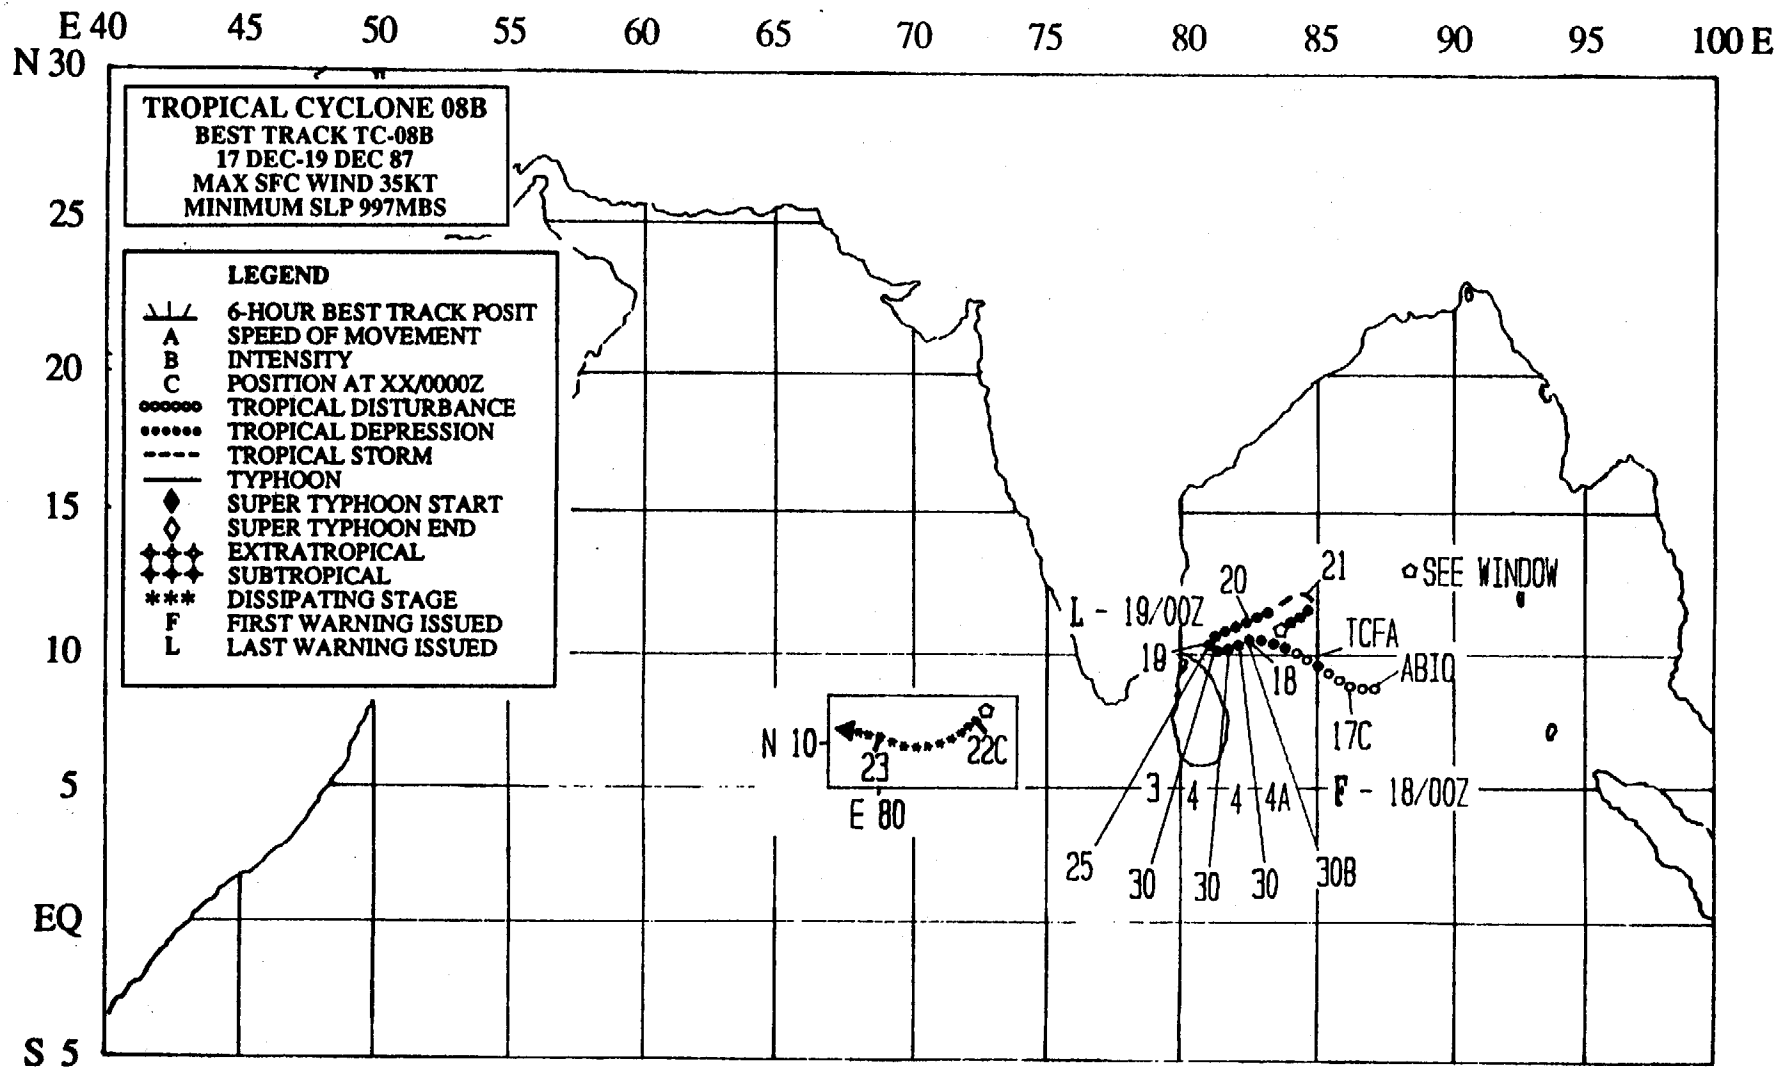 E 40 45 50 55 60 65 70 75 80 85 90 95 100 E
N 30
TROPICAL CYCLONE 08B
BEST TRACK TC-08B
17 DEC-19 DEC 87
MAX SFC WIND 35KT
MINIMUM SLP 997MBS
25
LEGEND
6-HOUR BEST TRACK POSIT
A SPEED OF MOVEMENT
B INTENSITY
C POSITION AT XX/0000Z
TROPICAL DISTURBANCE
TROPICAL DEPRESSION
TROPICAL STORM
TYPHOON
SUPER TYPHOON START
SUPER TYPHOON END
EXTRATROPICAL
SUBTROPICAL
*** DISSIPATING STAGE
F FIRST WARNING ISSUED
L LAST WARNING ISSUED
20
15
10
5
EQ
S 5
21
SEE WINDOW
20
L - 19/00Z
TCFA
19
18
ABIO
17C
N 10
23
22C
E 80
3 4 4 4A
F - 18/00Z
25 30 30 30 30B